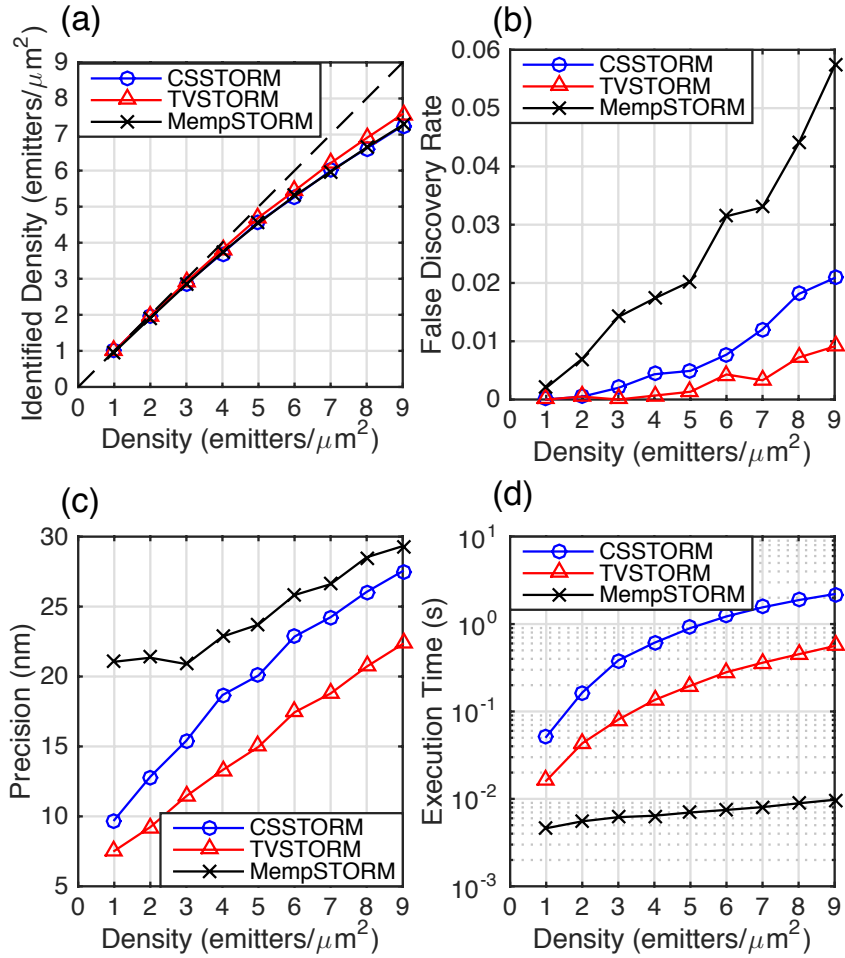 (a)
Identified Density (emitters/μm²)
9
8
7
6
5
4
3
2
1
0
CSSTORM
TVSTORM
MempSTORM
0 1 2 3 4 5 6 7 8 9
Density (emitters/μm²)
(b)
False Discovery Rate
0.06
0.05
0.04
0.03
0.02
0.01
0
CSSTORM
TVSTORM
MempSTORM
0 1 2 3 4 5 6 7 8 9
Density (emitters/μm²)
(c)
Precision (nm)
30
25
20
15
10
5
CSSTORM
TVSTORM
MempSTORM
0 1 2 3 4 5 6 7 8 9
Density (emitters/μm²)
(d)
Execution Time (s)
10¹
10⁰
10⁻¹
10⁻²
10⁻³
CSSTORM
TVSTORM
MempSTORM
0 1 2 3 4 5 6 7 8 9
Density (emitters/μm²)